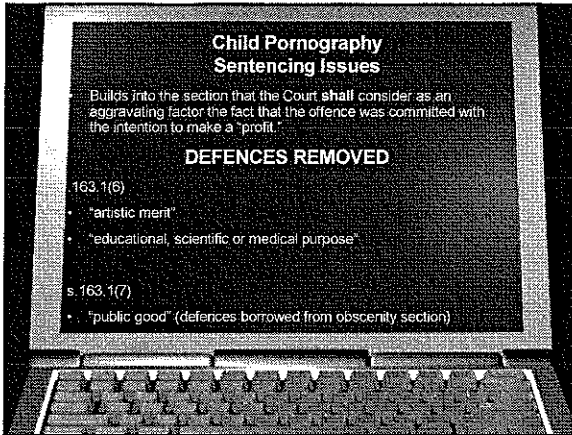 Child Pornography
Sentencing Issues
• Builds into the section that the Court shall consider as an
aggravating factor the fact that the offence was committed with
the intention to make a "profit."
DEFENCES REMOVED
.163.1(6)
• "artistic merit"
• "educational, scientific or medical purpose"
s.163.1(7)
• "public good" (defences borrowed from obscenity section)